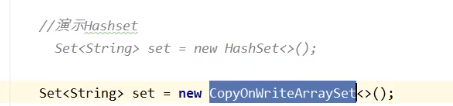 //演示Hashset
Set<String> set = new HashSet<>();
Set<String> set = new CopyOnWriteArraySet<>();